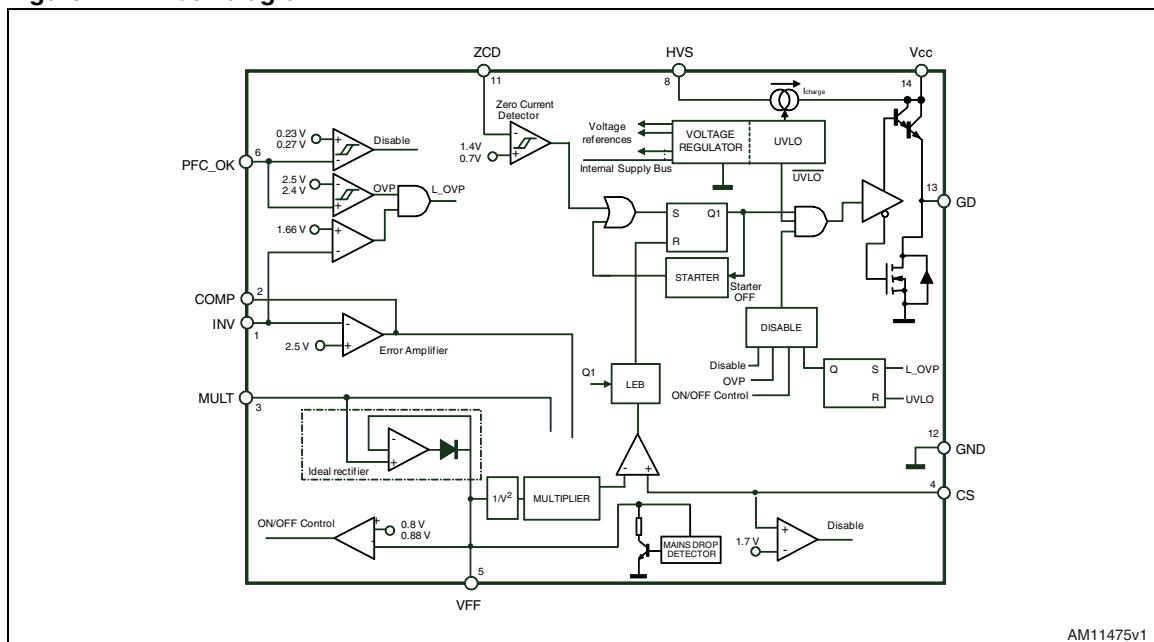 ZCD
HVS
Vcc
11
8
14
Icharge
Zero Current
Detector
0.23 V
0.27 V
Disable
1.4V
0.7V
Voltage
references
VOLTAGE
REGULATOR
UVLO
Internal Supply Bus
UVLO
6
PFC_OK
2.5 V
2.4 V
OVP
L_OVP
1.66 V
S
Q1
R
13
GD
STARTER
Starter
OFF
COMP
2
INV
1
2.5 V
Error Amplifier
DISABLE
Disable
OVP
ON/OFF Control
Q
S
R
L_OVP
UVLO
Q1
LEB
MULT
3
Ideal rectifier
12
GND
4
CS
1/V²
MULTIPLIER
ON/OFF Control
0.8 V
0.88 V
MAINS DROP
DETECTOR
1.7 V
Disable
5
VFF
AM11475v1